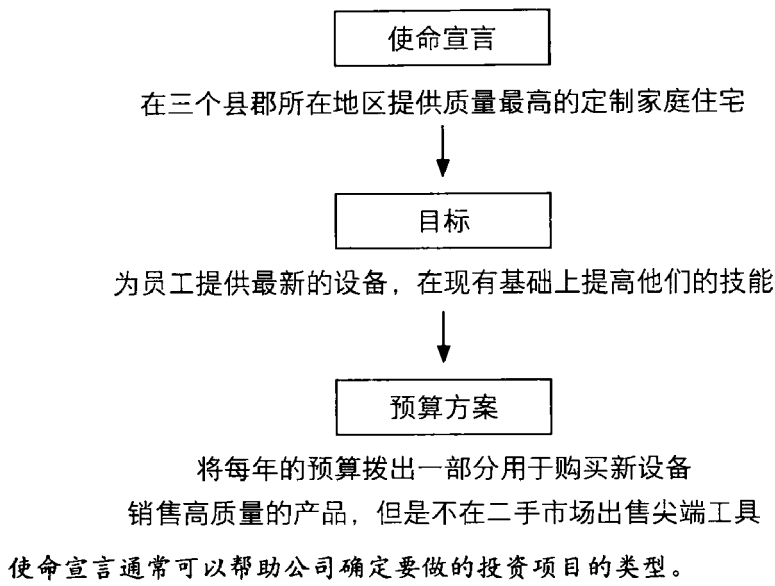 使命宣言
在三个县郡所在地区提供质量最高的定制家庭住宅
目标
为员工提供最新的设备，在现有基础上提高他们的技能
预算方案
将每年的预算拨出一部分用于购买新设备
销售高质量的产品，但是不在二手市场出售尖端工具
使命宣言通常可以帮助公司确定要做的投资项目的类型。